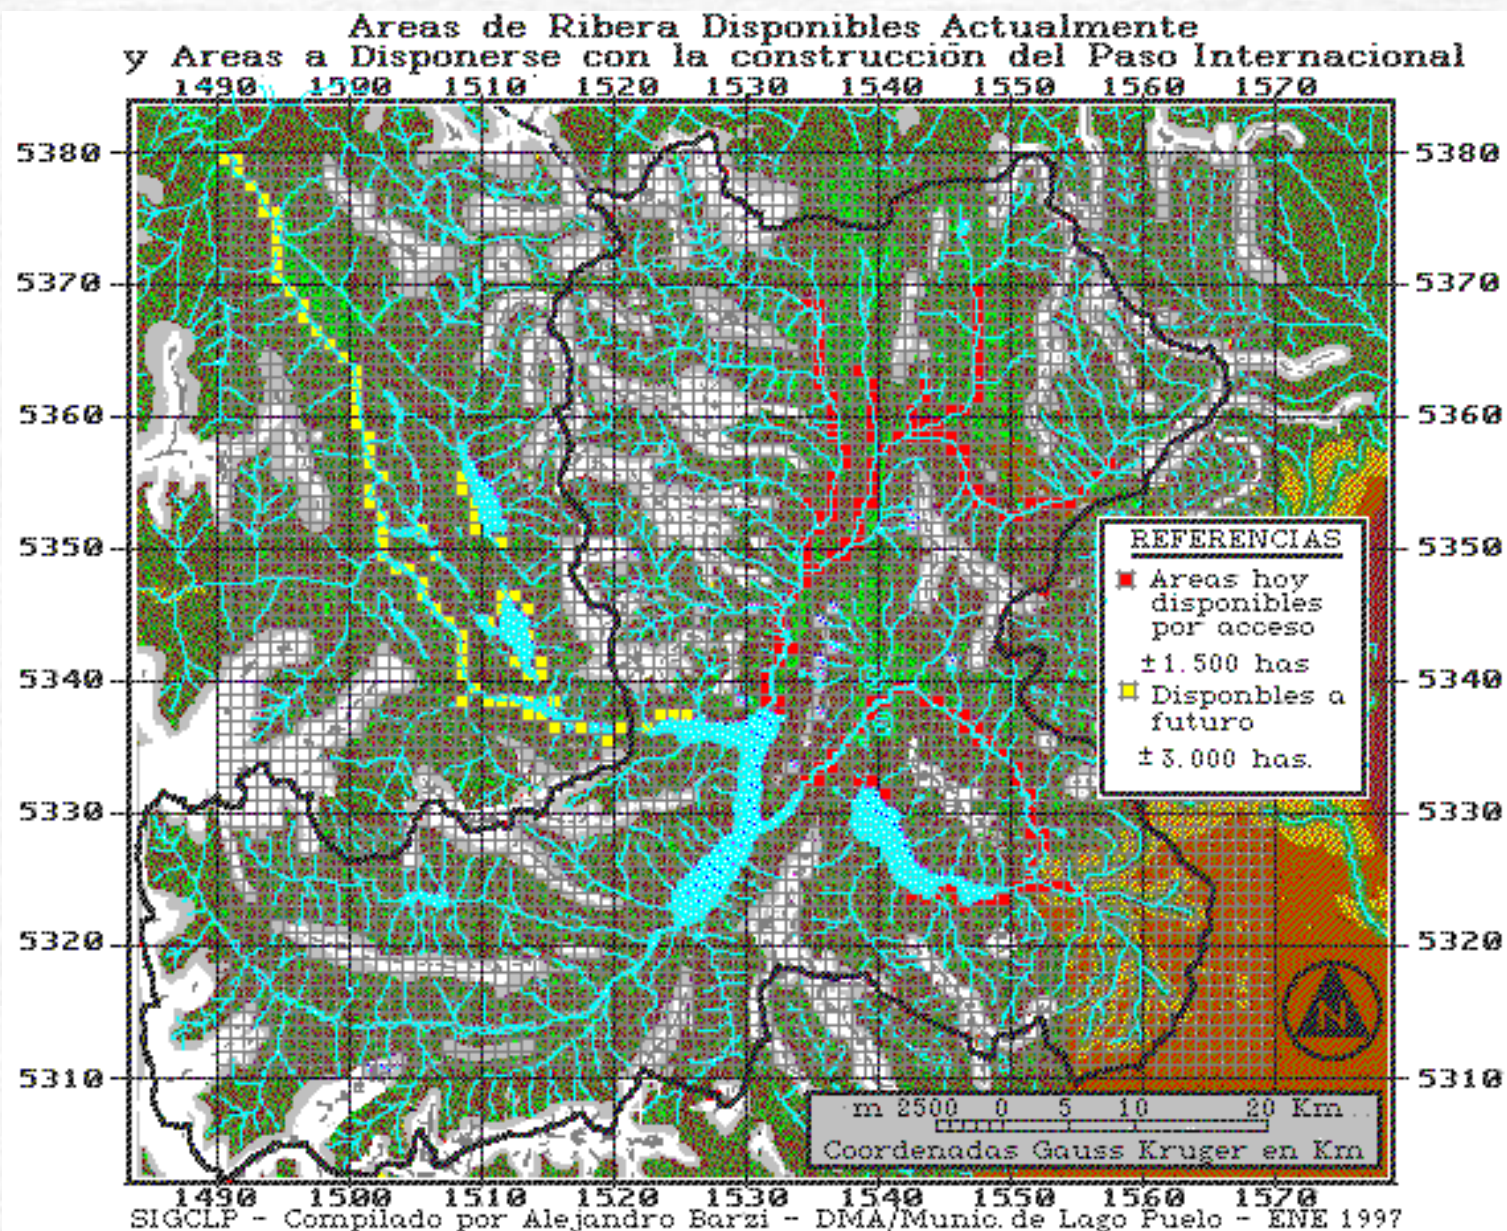 Areas de Ribera Disponibles Actualmente
y Areas a Disponerse con la construcción del Paso Internacional
1490 1500 1510 1520 1530 1540 1550 1560 1570
5380 5380
5370 5370
5360 5360
5350 5350
5340 5340
5330 5330
5320 5320
5310 5310
REFERENCIAS
Areas hoy
disponibles
por acceso
±1.500 has
Disponbles a
futuro
±3.000 has.
N
m 2500 0 5 10 20 Km
Coordenadas Gauss Kruger en Km
1490 1500 1510 1520 1530 1540 1550 1560 1570
SIGCLP - Compilado por Alejandro Barzi - DMA/Munic. de Lago Puelo - ENE 1997